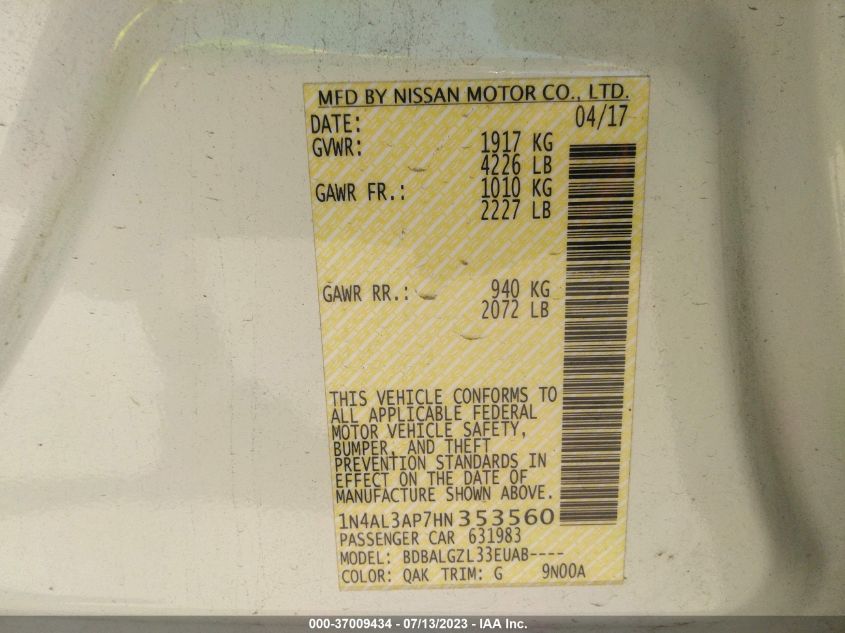 MFD BY NISSAN MOTOR CO., LTD.
DATE: 04/17
GVWR: 1917 KG
4226 LB
GAWR FR.: 1010 KG
2227 LB
GAWR RR.: 940 KG
2072 LB
THIS VEHICLE CONFORMS TO
ALL APPLICABLE FEDERAL
MOTOR VEHICLE SAFETY,
BUMPER, AND THEFT
PREVENTION STANDARDS IN
EFFECT ON THE DATE OF
MANUFACTURE SHOWN ABOVE.
1N4AL3AP7HN353560
PASSENGER CAR 631983
MODEL: BDBALGZL33EUAB----
COLOR: QAK TRIM: G 9N00A
000-37009434 - 07/13/2023 - IAA Inc.